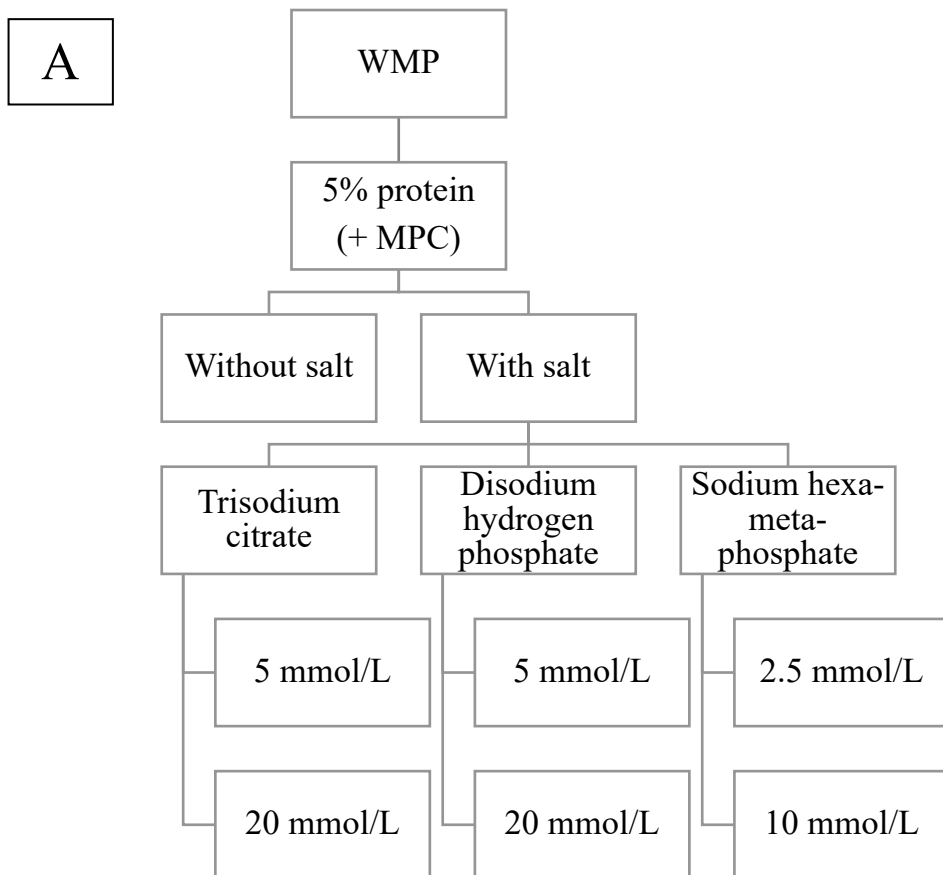 A
WMP
5% protein
(+ MPC)
Without salt
With salt
Trisodium
citrate
Disodium
hydrogen
phosphate
Sodium hexa-
meta-
phosphate
5 mmol/L
5 mmol/L
2.5 mmol/L
20 mmol/L
20 mmol/L
10 mmol/L